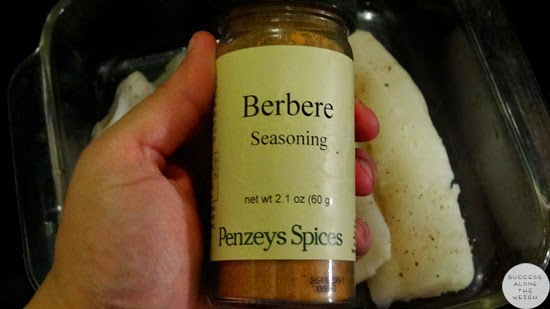 Berbere
Seasoning
net wt 2.1 oz (60 g)
Penzeys Spices
SUCCESS
ALONG
THE
WEIGH